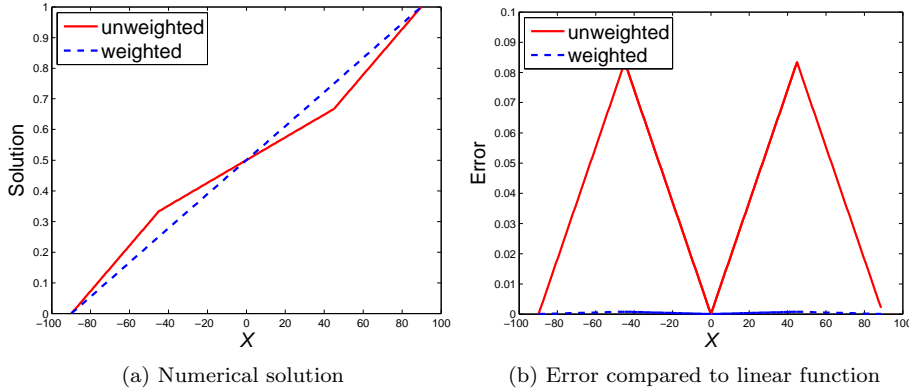 unweighted
weighted
Solution
1
0.9
0.8
0.7
0.6
0.5
0.4
0.3
0.2
0.1
0
−100 −80 −60 −40 −20 0 20 40 60 80 100
X
(a) Numerical solution
unweighted
weighted
Error
0.1
0.09
0.08
0.07
0.06
0.05
0.04
0.03
0.02
0.01
0
−100 −80 −60 −40 −20 0 20 40 60 80 100
X
(b) Error compared to linear function